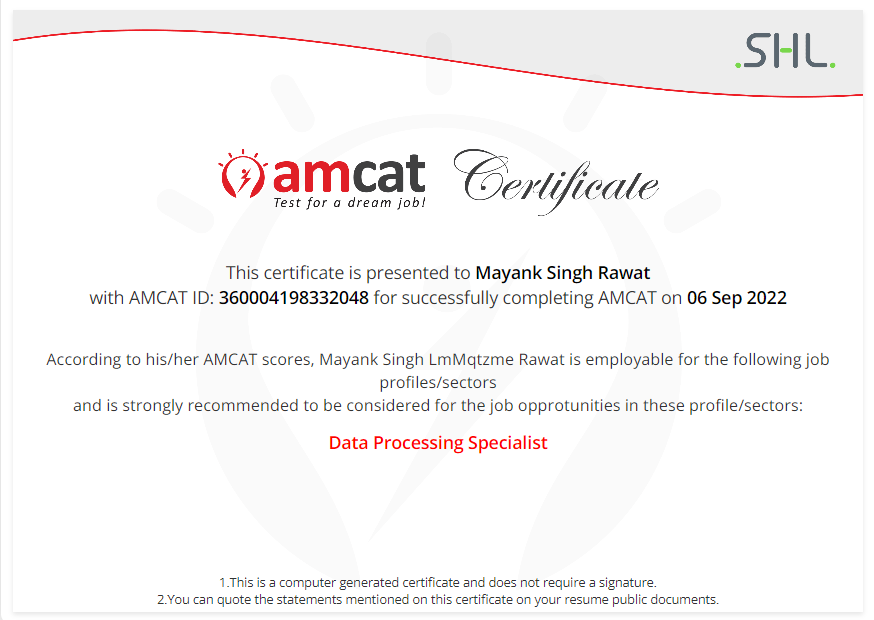 .SHL.
amcat Certificate
Test for a dream job!
This certificate is presented to Mayank Singh Rawat
with AMCAT ID: 360004198332048 for successfully completing AMCAT on 06 Sep 2022
According to his/her AMCAT scores, Mayank Singh LmMqtzme Rawat is employable for the following job
profiles/sectors
and is strongly recommended to be considered for the job opprotunities in these profile/sectors:
Data Processing Specialist
1.This is a computer generated certificate and does not require a signature.
2.You can quote the statements mentioned on this certificate on your resume public documents.